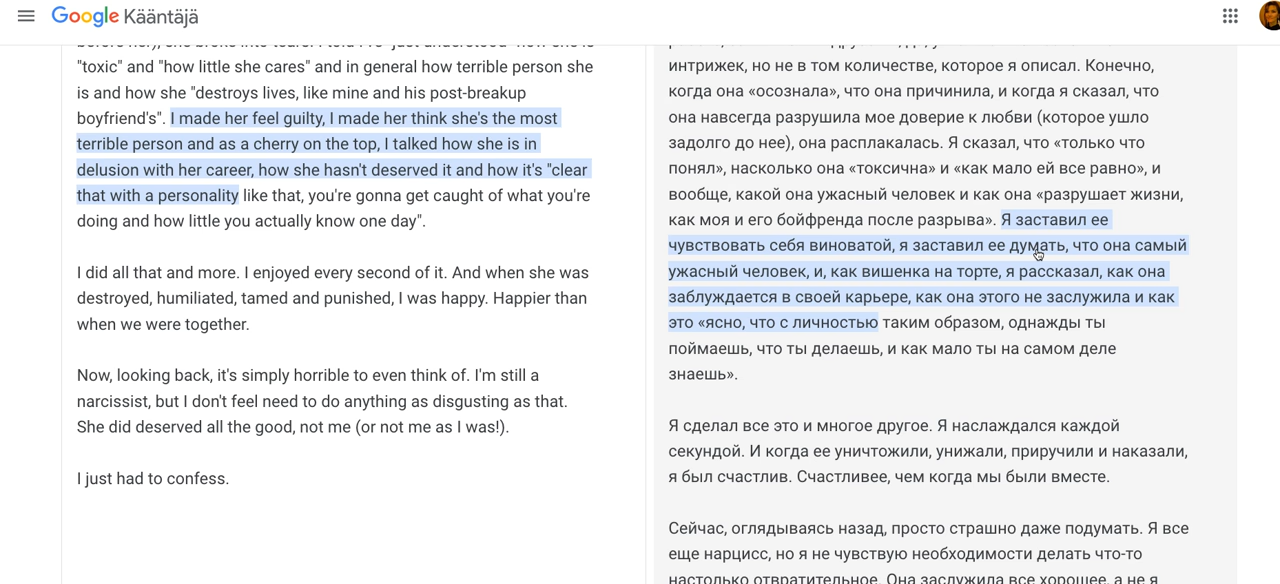 Google Kääntäjä
"toxic" and "how little she cares" and in general how terrible person she
is and how she "destroys lives, like mine and his post-breakup
boyfriend's". I made her feel guilty, I made her think she's the most
terrible person and as a cherry on the top, I talked how she is in
delusion with her career, how she hasn't deserved it and how it's "clear
that with a personality like that, you're gonna get caught of what you're
doing and how little you actually know one day".
I did all that and more. I enjoyed every second of it. And when she was
destroyed, humiliated, tamed and punished, I was happy. Happier than
when we were together.
Now, looking back, it's simply horrible to even think of. I'm still a
narcissist, but I don't feel need to do anything as disgusting as that.
She did deserved all the good, not me (or not me as I was!).
I just had to confess.
интрижек, но не в том количестве, которое я описал. Конечно,
когда она «осознала», что она причинила, и когда я сказал, что
она навсегда разрушила мое доверие к любви (которое ушло
задолго до нее), она расплакалась. Я сказал, что «только что
понял», насколько она «токсична» и «как мало ей все равно», и
вообще, какой она ужасный человек и как она «разрушает жизни,
как моя и его бойфренда после разрыва». Я заставил ее
чувствовать себя виноватой, я заставил ее думать, что она самый
ужасный человек, и, как вишенка на торте, я рассказал, как она
заблуждается в своей карьере, как она этого не заслужила и как
это «ясно, что с личностью таким образом, однажды ты
поймаешь, что ты делаешь, и как мало ты на самом деле
знаешь».
Я сделал все это и многое другое. Я наслаждался каждой
секундой. И когда ее уничтожили, унижали, приручили и наказали,
я был счастлив. Счастливее, чем когда мы были вместе.
Сейчас, оглядываясь назад, просто страшно даже подумать. Я все
еще нарцисс, но я не чувствую необходимости делать что-то
настолько отвратительное. Она заслужила все хорошее, а не я